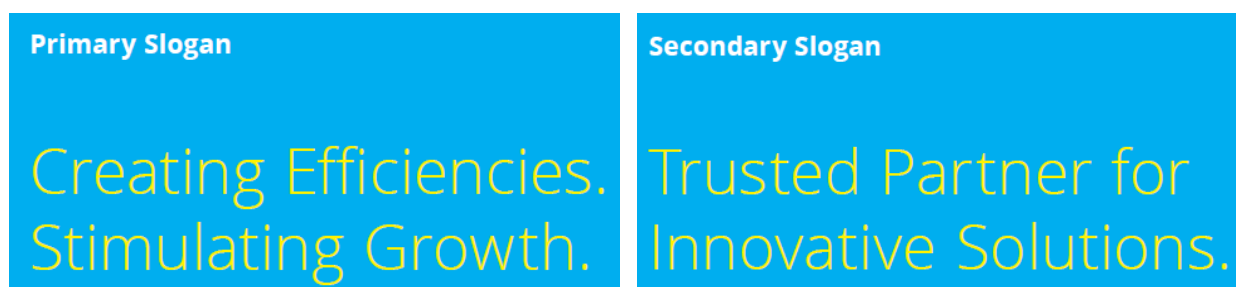 Primary Slogan
Creating Efficiencies.
Stimulating Growth.
Secondary Slogan
Trusted Partner for
Innovative Solutions.